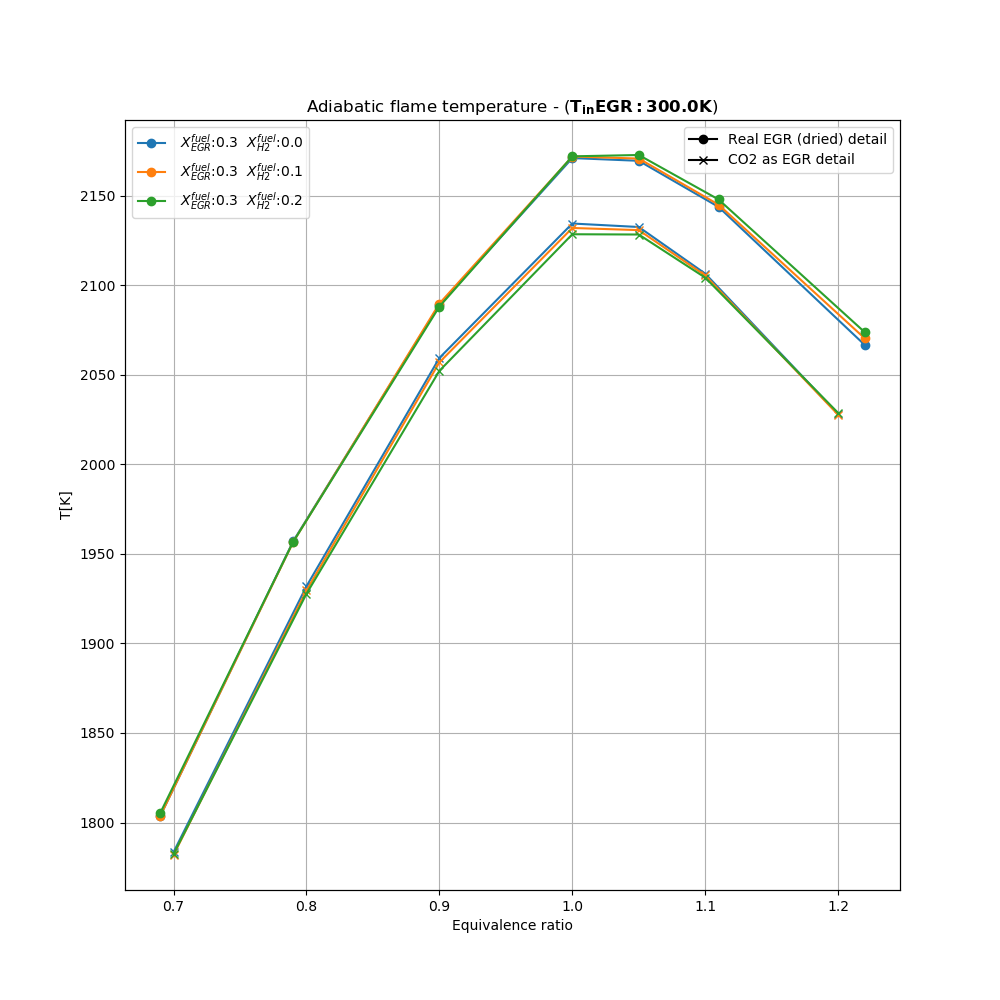 Adiabatic flame temperature - (T_in EGR : 300.0K)
X_EGR^fuel:0.3 X_H2^fuel:0.0
X_EGR^fuel:0.3 X_H2^fuel:0.1
X_EGR^fuel:0.3 X_H2^fuel:0.2
Real EGR (dried) detail
CO2 as EGR detail
T[K]
2150
2100
2050
2000
1950
1900
1850
1800
0.7 0.8 0.9 1.0 1.1 1.2
Equivalence ratio